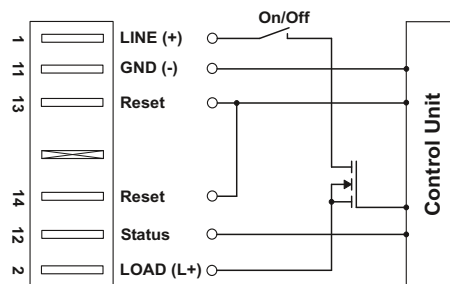 On/Off
1 LINE (+)
11 GND (-)
13 Reset
14 Reset
12 Status
2 LOAD (L+)
Control Unit